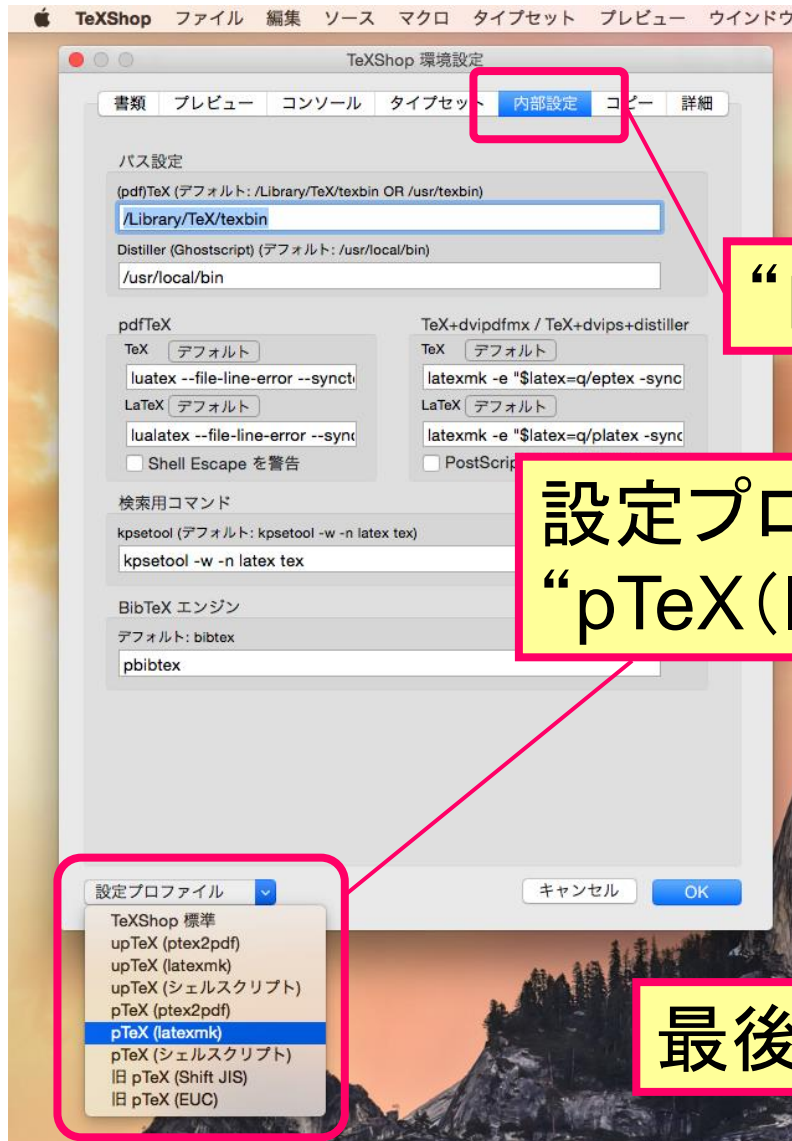 TeXShop ファイル 編集 ソース マクロ タイプセット プレビュー ウインドウ
TeXShop 環境設定
書類 プレビュー コンソール タイプセット 内部設定 コピー 詳細
パス設定
(pdf)TeX (デフォルト: /Library/TeX/texbin OR /usr/texbin)
/Library/TeX/texbin
Distiller (Ghostscript) (デフォルト: /usr/local/bin)
/usr/local/bin
“
pdfTeX TeX+dvipdfmx / TeX+dvips+distiller
TeX デフォルト TeX デフォルト
luatex --file-line-error --syncte latexmk -e "$latex=q/eptex -sync
LaTeX デフォルト LaTeX デフォルト
lualatex --file-line-error --sync latexmk -e "$latex=q/platex -sync
Shell Escape を警告 PostScri
設定プロ
“pTeX(
検索用コマンド
kpsetool (デフォルト: kpsetool -w -n latex tex)
kpsetool -w -n latex tex
BibTeX エンジン
デフォルト: bibtex
pbibtex
設定プロファイル キャンセル OK
TeXShop 標準
upTeX (ptex2pdf)
upTeX (latexmk)
upTeX (シェルスクリプト)
pTeX (ptex2pdf)
pTeX (latexmk)
pTeX (シェルスクリプト)
旧 pTeX (Shift JIS)
旧 pTeX (EUC)
最後